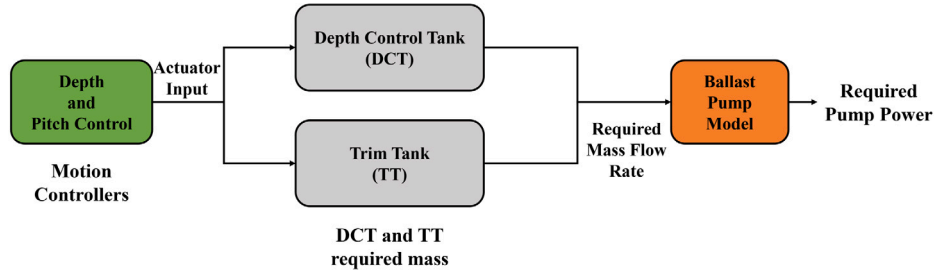 Depth
and
Pitch Control
Motion
Controllers
Actuator
Input
Depth Control Tank
(DCT)
Trim Tank
(TT)
DCT and TT
required mass
Required
Mass Flow
Rate
Ballast
Pump
Model
Required
Pump Power